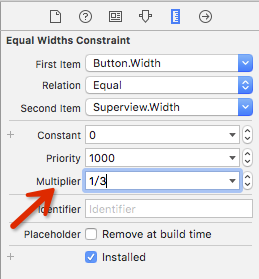 Equal Widths Constraint
First Item Button.Width
Relation Equal
Second Item Superview.Width
+ Constant 0
Priority 1000
Multiplier 1/3
Identifier Identifier
Placeholder Remove at build time
+ Installed